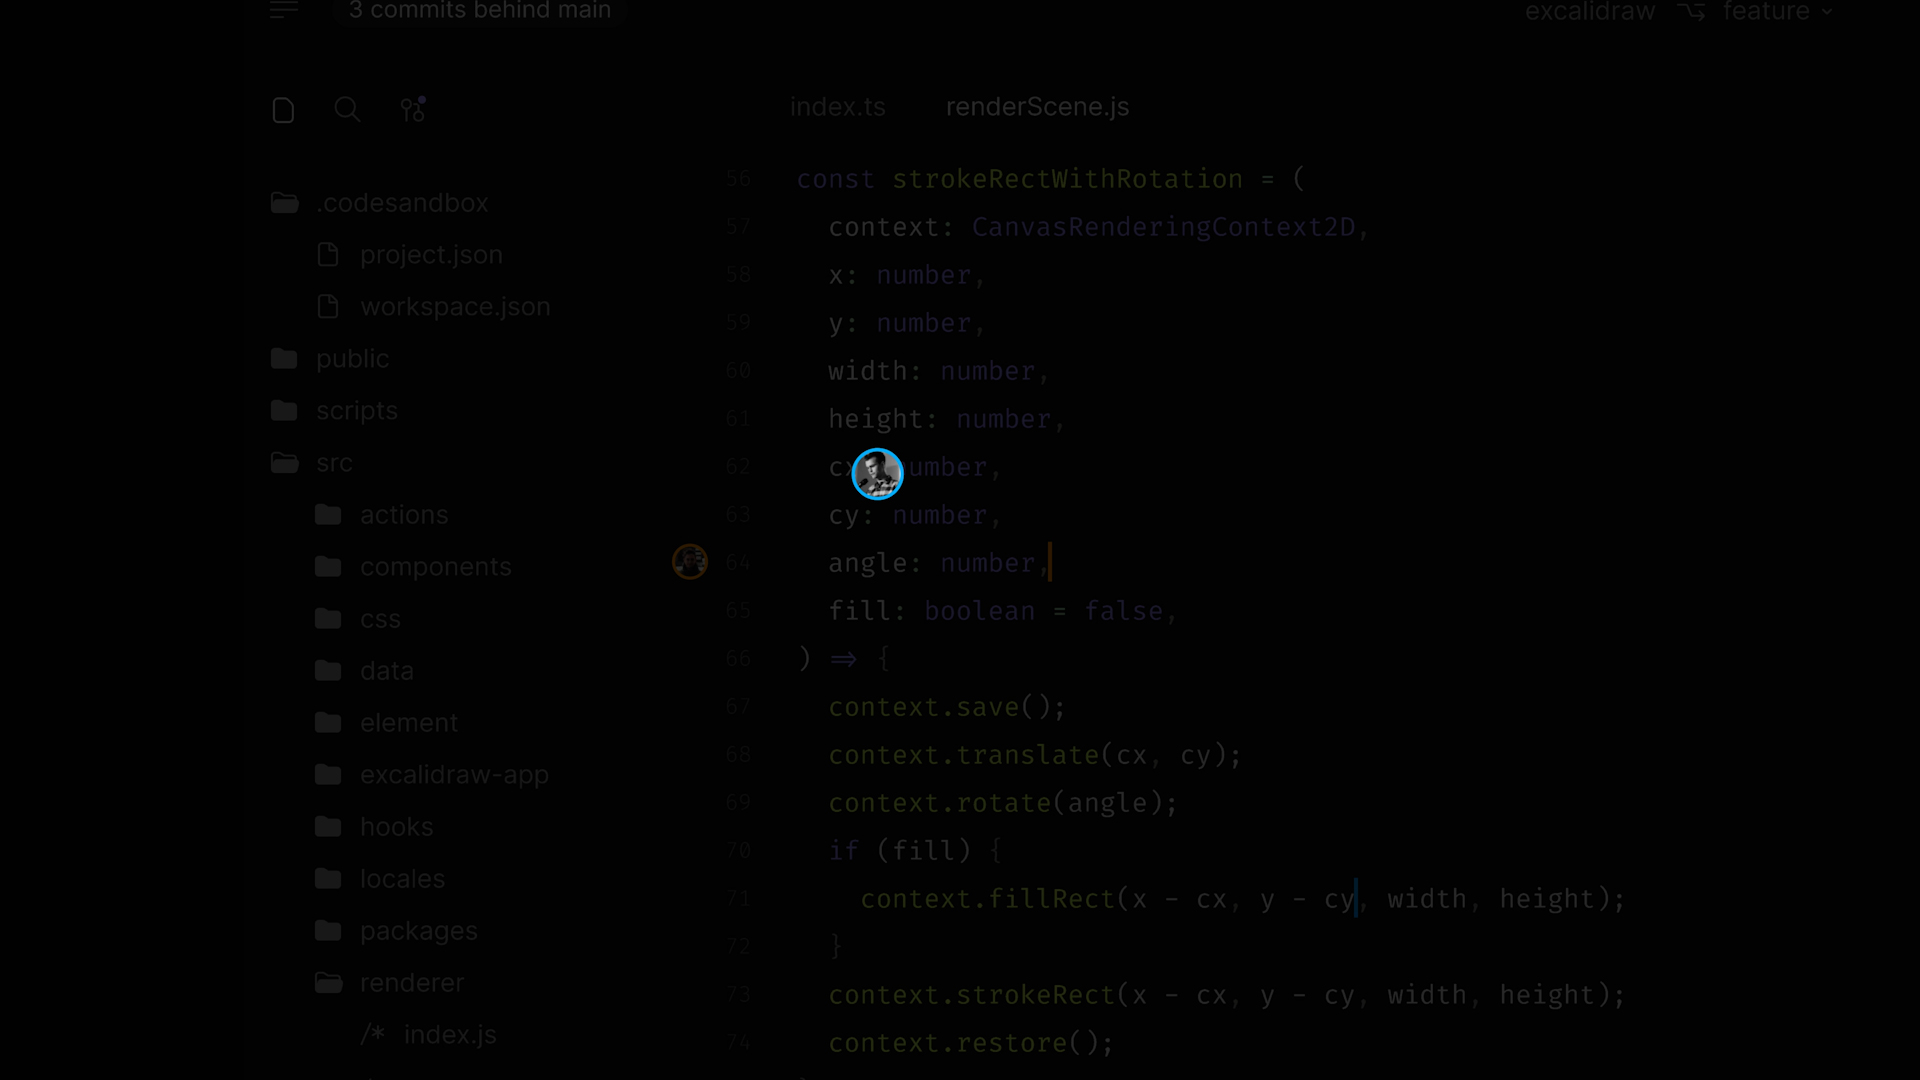 3 commits behind main
excalidraw feature
index.ts renderScene.js
.codesandbox
project.json
workspace.json
public
scripts
src
actions
components
css
data
element
excalidraw-app
hooks
locales
packages
renderer
/* index.js
56 const strokeRectWithRotation = (
57 context: CanvasRenderingContext2D,
58 x: number,
59 y: number,
60 width: number,
61 height: number,
62 cx umber,
63 cy: number,
64 angle: number,
65 fill: boolean = false,
66 ) => {
67 context.save();
68 context.translate(cx, cy);
69 context.rotate(angle);
70 if (fill) {
71 context.fillRect(x - cx, y - cy, width, height);
72 }
73 context.strokeRect(x - cx, y - cy, width, height);
74 context.restore();